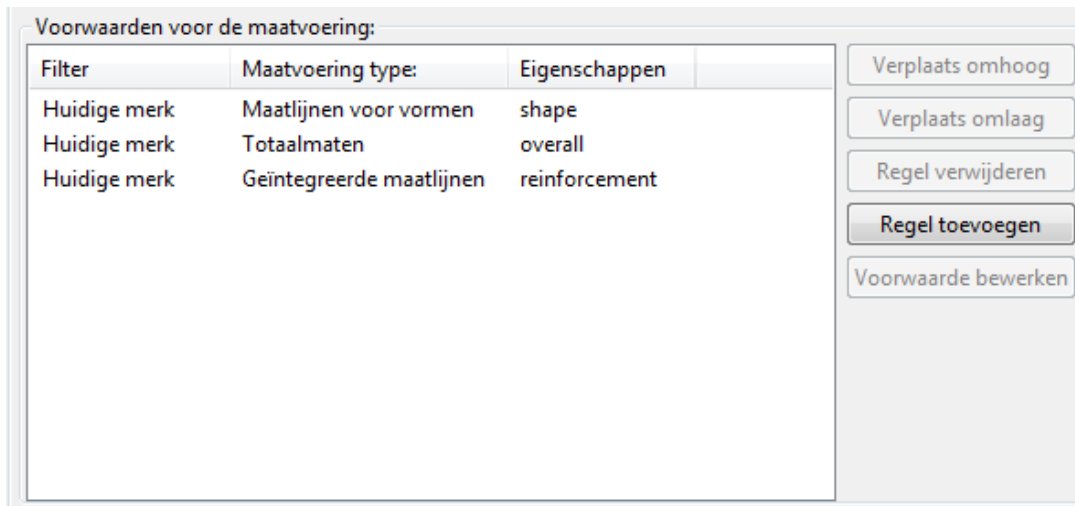 Voorwaarden voor de maatvoering:
Filter Maatvoering type: Eigenschappen
Huidige merk Maatlijnen voor vormen shape
Huidige merk Totaalmaten overall
Huidige merk Geïntegreerde maatlijnen reinforcement
Verplaats omhoog
Verplaats omlaag
Regel verwijderen
Regel toevoegen
Voorwaarde bewerken